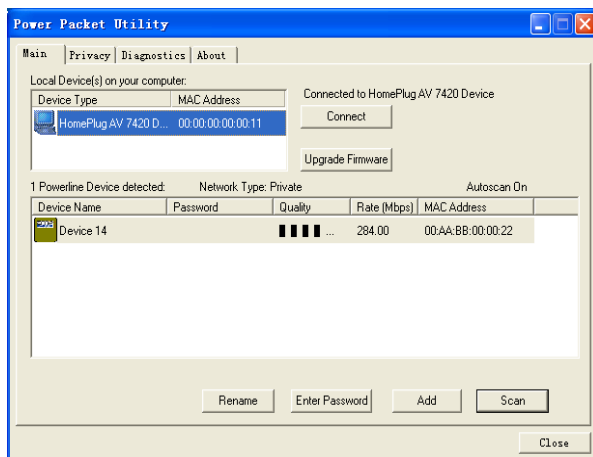 Power Packet Utility
Main Privacy Diagnostics About
Local Device(s) on your computer:
Device Type MAC Address
HomePlug AV 7420 D... 00:00:00:00:00:11
Connected to HomePlug AV 7420 Device
Connect
Upgrade Firmware
1 Powerline Device detected: Network Type: Private Autoscan On
Device Name Password Quality Rate (Mbps) MAC Address
Device 14 ... 284.00 00:AA:BB:00:00:22
Rename Enter Password Add Scan
Close